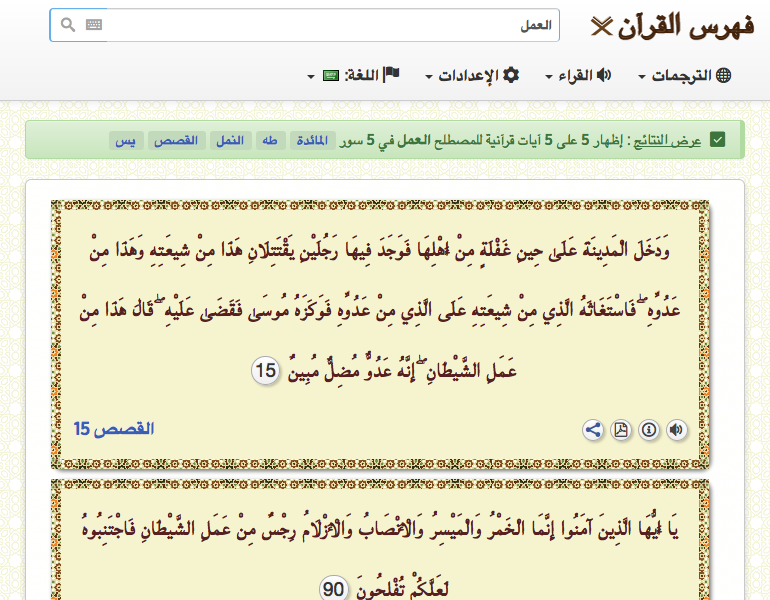 فهرس القرآن
العمل
الترجمات القراء الإعدادات اللغة:
عرض النتائج : إظهار 5 على 5 آيات قرآنية للمصطلح العمل في 5 سور المائدة طه النمل القصص يس
وَدَخَلَ الْمَدِينَةَ عَلَىٰ حِينِ غَفْلَةٍ مِنْ أَهْلِهَا فَوَجَدَ فِيهَا رَجُلَيْنِ يَقْتَتِلَانِ هَٰذَا مِنْ شِيعَتِهِ وَهَٰذَا مِنْ
عَدُوِّهِ ۖ فَاسْتَغَاثَهُ الَّذِي مِنْ شِيعَتِهِ عَلَى الَّذِي مِنْ عَدُوِّهِ فَوَكَزَهُ مُوسَىٰ فَقَضَىٰ عَلَيْهِ ۖ قَالَ هَٰذَا مِنْ
عَمَلِ الشَّيْطَانِ ۖ إِنَّهُ عَدُوٌّ مُضِلٌّ مُبِينٌ 15
القصص 15
يَا أَيُّهَا الَّذِينَ آمَنُوا إِنَّمَا الْخَمْرُ وَالْمَيْسِرُ وَالْأَنْصَابُ وَالْأَزْلَامُ رِجْسٌ مِنْ عَمَلِ الشَّيْطَانِ فَاجْتَنِبُوهُ
لَعَلَّكُمْ تُفْلِحُونَ 90